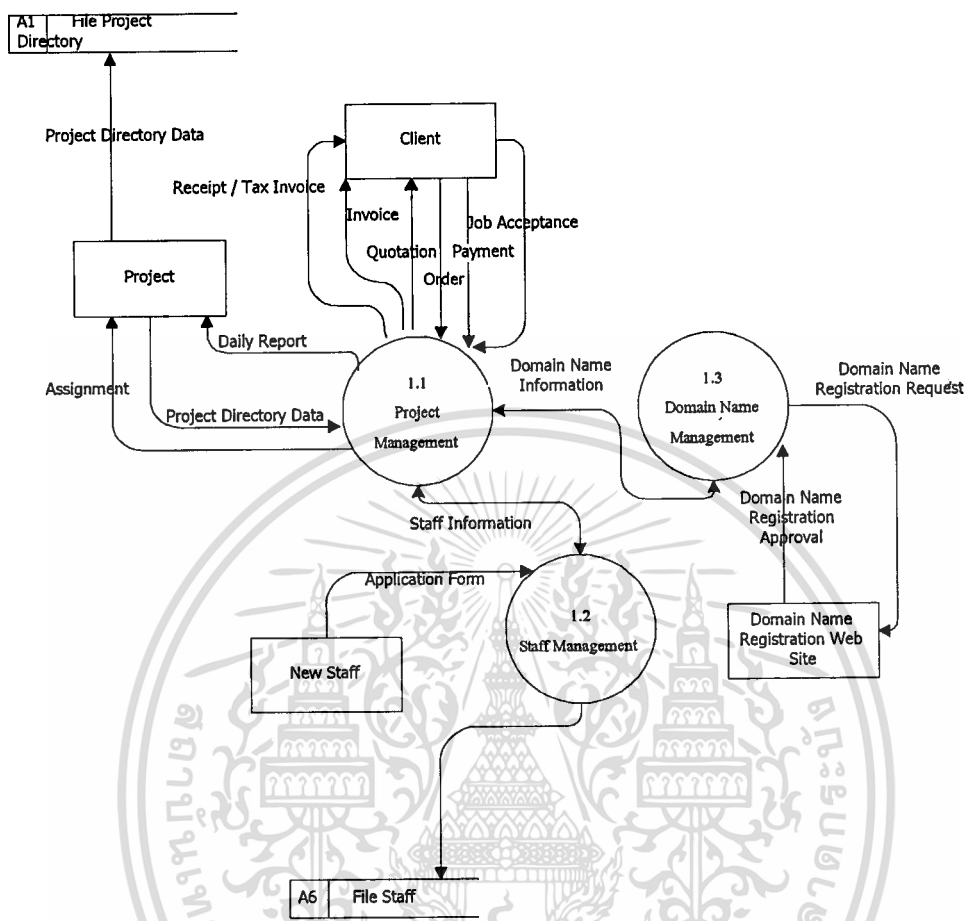 A1 File Project
Directory
Project Directory Data
Client
Receipt / Tax Invoice
Invoice
Job Acceptance
Quotation
Payment
Order
Project
Daily Report
Assignment
Project Directory Data
1.1
Project
Management
Domain Name
Information
1.3
Domain Name
Management
Domain Name
Registration Request
Staff Information
Domain Name
Registration
Approval
Application Form
1.2
Staff Management
New Staff
Domain Name
Registration Web
Site
A6 File Staff